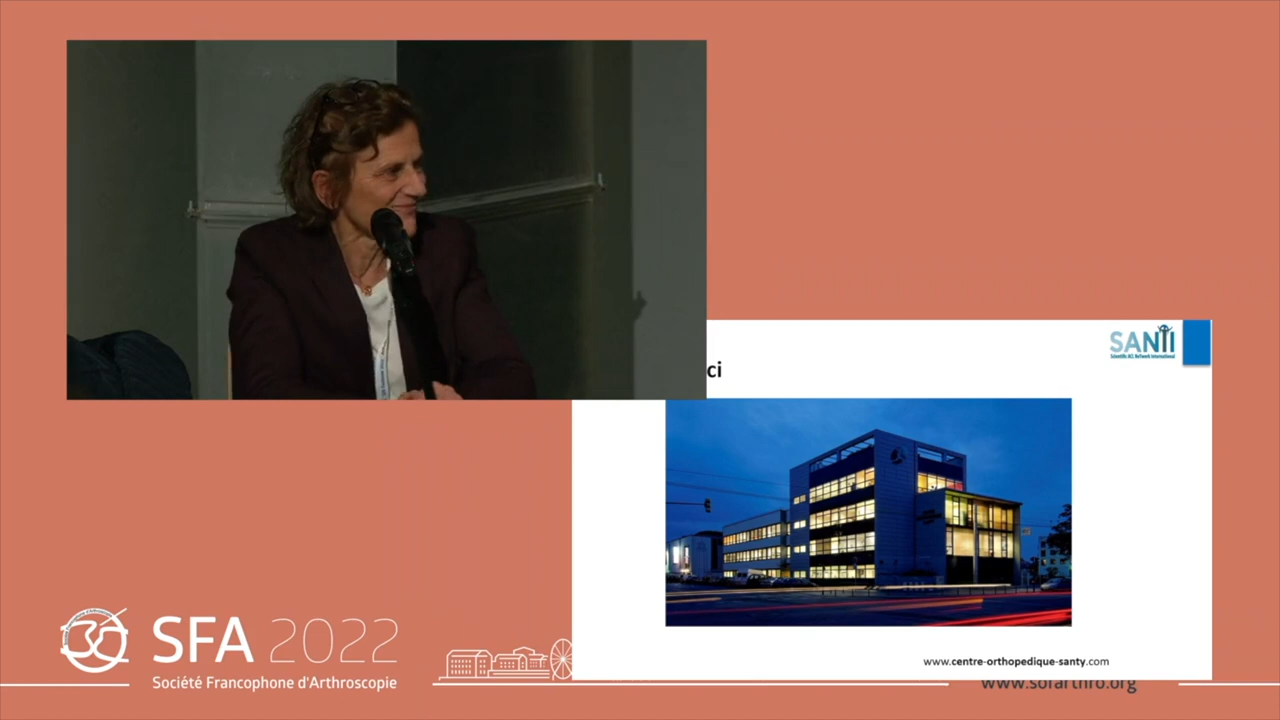 SANTI
Scientific ACL Network International
ci
www.centre-orthopedique-santy.com
30
SFA 2022
Société Francophone d'Arthroscopie
www.sofarthro.org